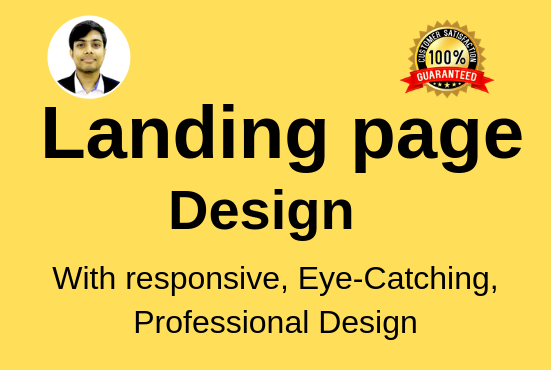 CUSTOMER SATISFACTION
100%
GUARANTEED
Landing page
Design
With responsive, Eye-Catching,
Professional Design